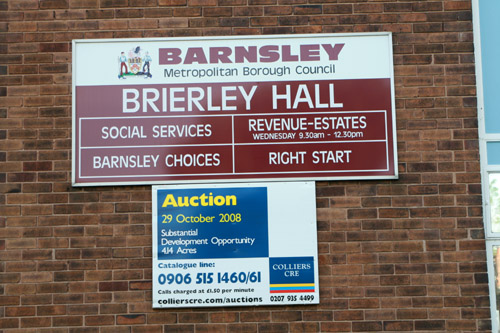 BARNSLEY
Metropolitan Borough Council
BRIERLEY HALL
SOCIAL SERVICES
REVENUE-ESTATES
WEDNESDAY 9.30am - 12.30pm
BARNSLEY CHOICES
RIGHT START
Auction
29 October 2008
Substantial
Development Opportunity
4.14 Acres
Catalogue line:
0906 515 1460/61
Calls charged at £1.50 per minute
collierscre.com/auctions
COLLIERS
CRE
0207 935 4499